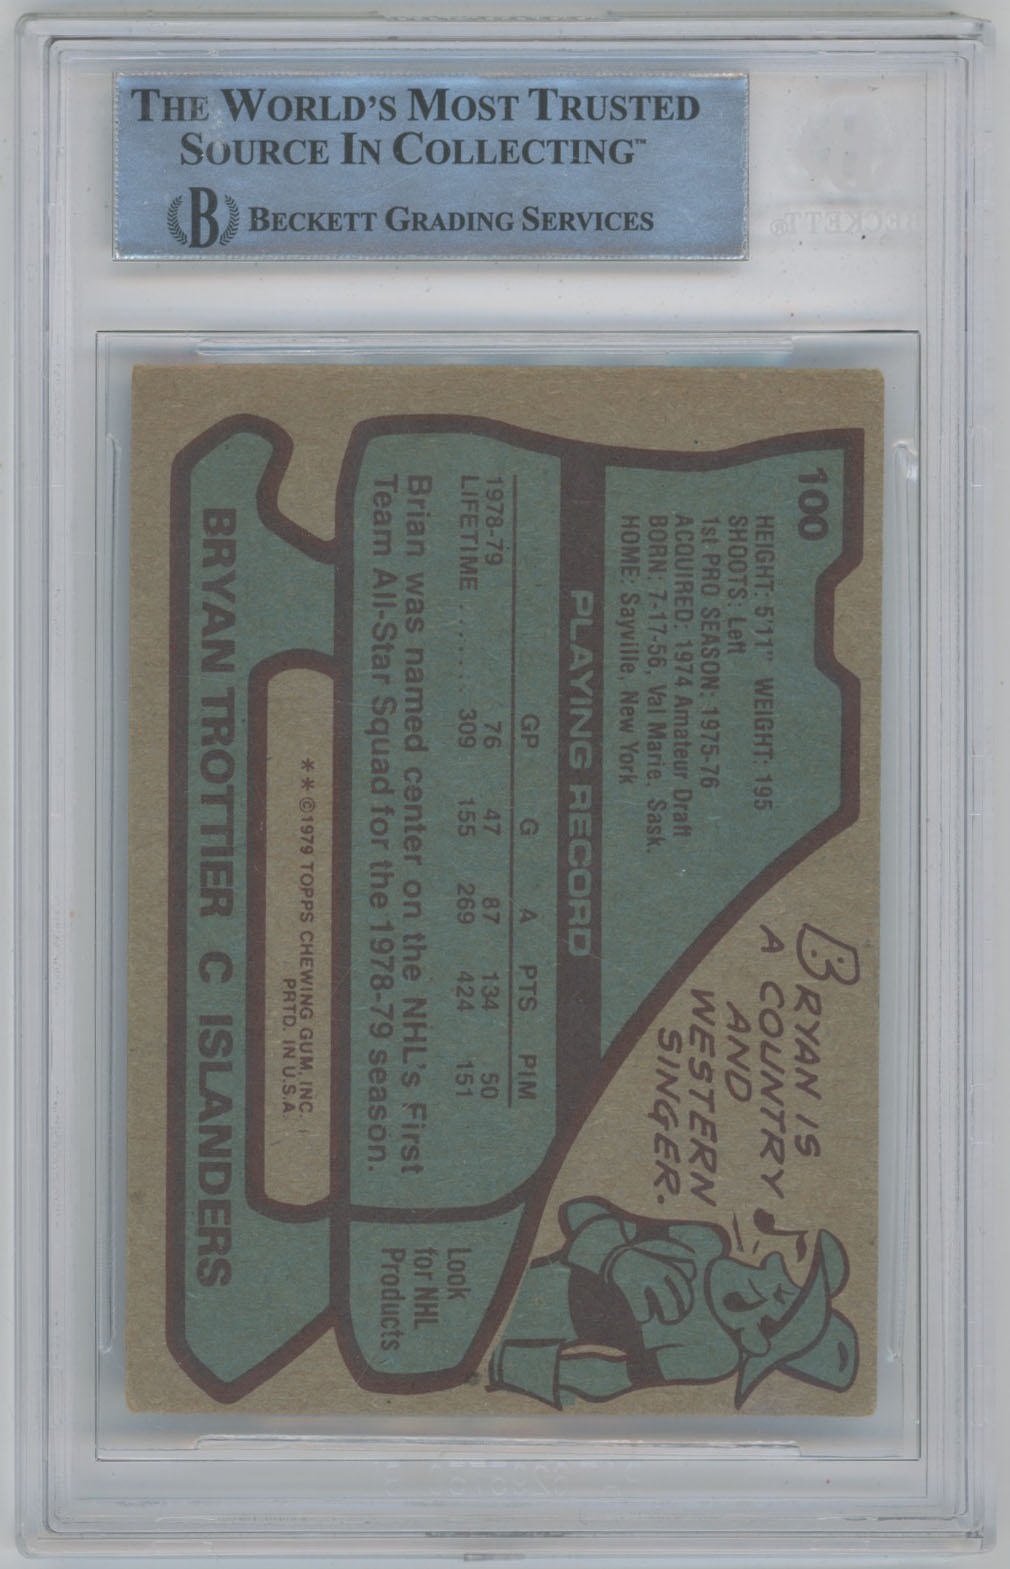 THE WORLD'S MOST TRUSTED
SOURCE IN COLLECTING™
B BECKETT GRADING SERVICES
BECKETT®
100
HEIGHT: 5'11" WEIGHT: 195
SHOOTS: Left
1st PRO SEASON: 1975-76
ACQUIRED: 1974 Amateur Draft
BORN: 7-17-56, Val Marie, Sask.
HOME: Sayville, New York
BRYAN IS
A COUNTRY
AND
WESTERN
SINGER.
PLAYING RECORD
GP G A PTS PIM
1978-79 76 47 87 134 50
LIFETIME ...... 309 155 269 424 151
Brian was named center on the NHL's First
Team All-Star Squad for the 1978-79 season.
Look
for NHL
Products
**©1979 TOPPS CHEWING GUM, INC.
PRTD. IN U.S.A.
BRYAN TROTTIER C ISLANDERS